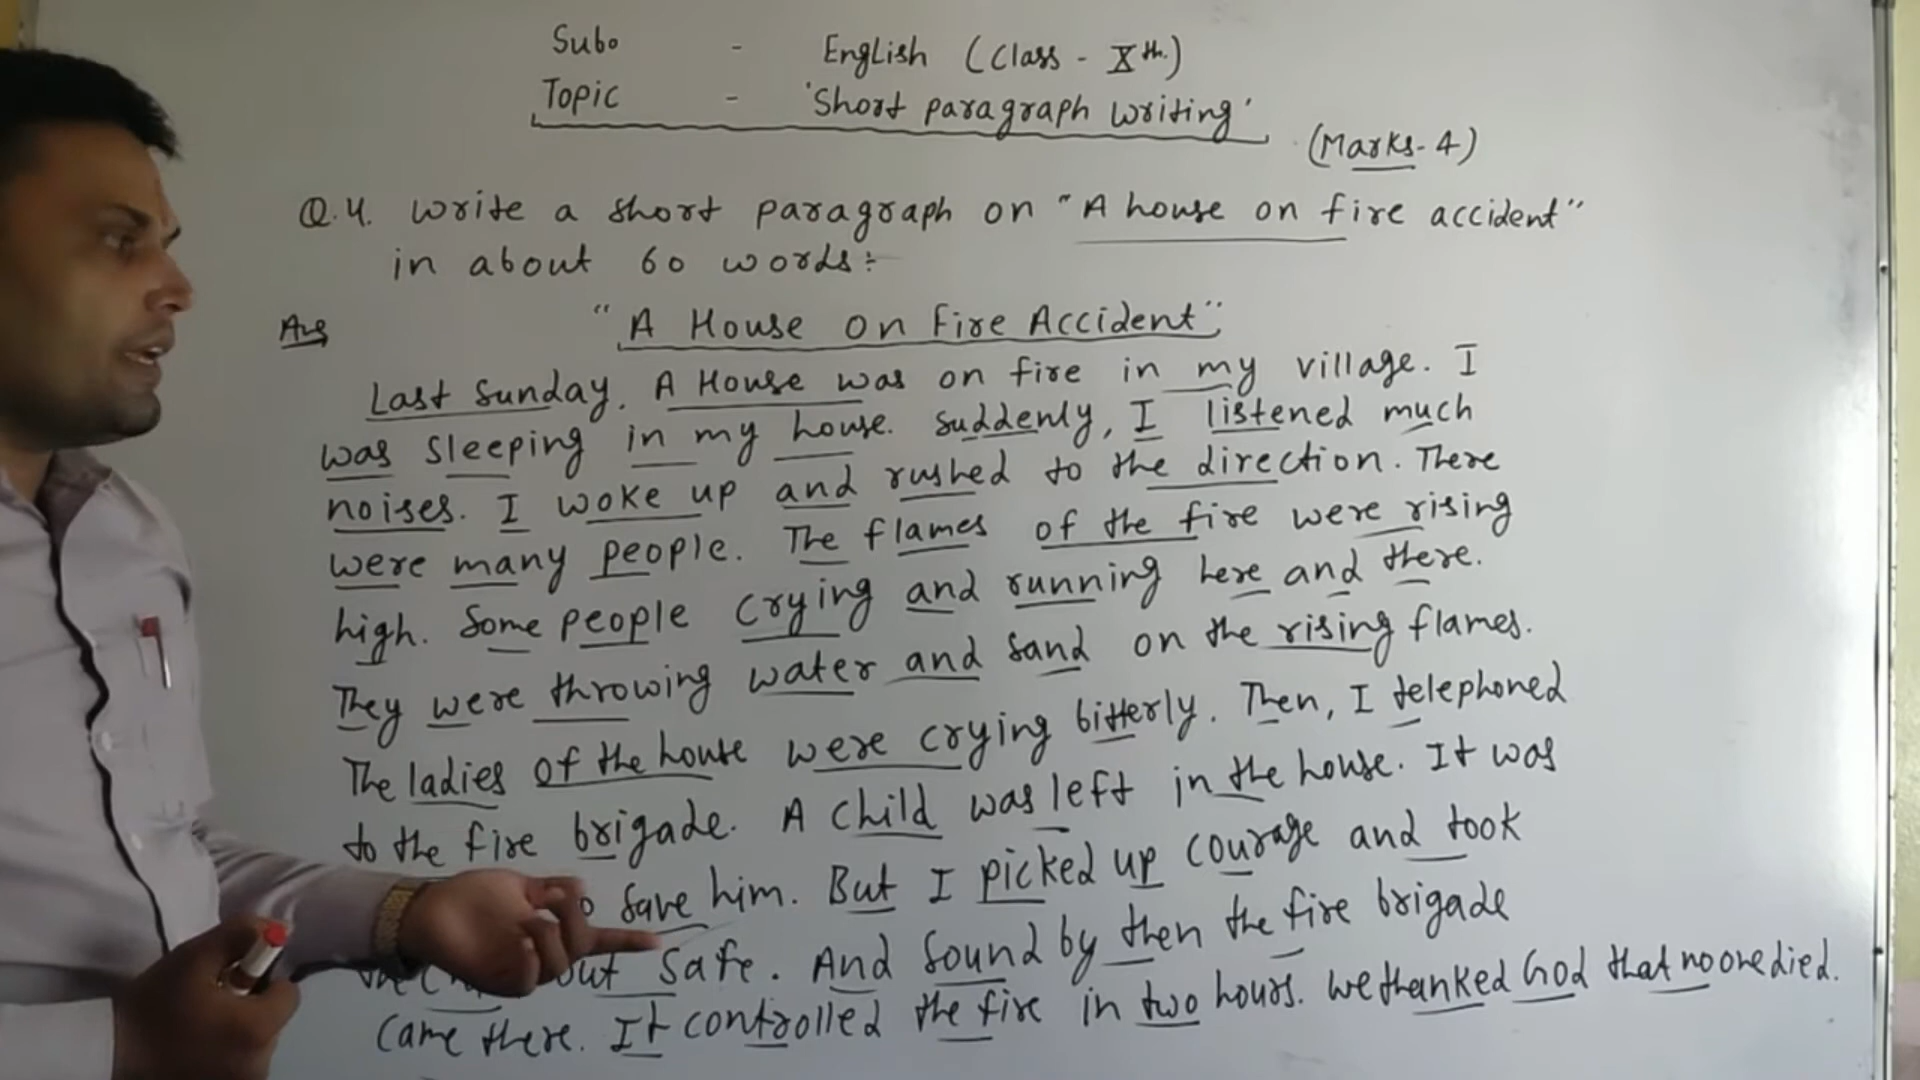 Sub. - English (Class - Xth.)
Topic - 'Short paragraph writing'
(Marks- 4)
Q.4. Write a short paragraph on "A house on fire accident"
in about 60 words:-
Ans "A House on Fire Accident"
Last Sunday, A House was on fire in my village. I
was sleeping in my house. Suddenly, I listened much
noises. I woke up and rushed to the direction. There
were many people. The flames of the fire were rising
high. Some people crying and running here and there.
They were throwing water and sand on the rising flames.
The ladies of the house were crying bitterly. Then, I telephoned
to the fire brigade. A child was left in the house. It was
save him. But I picked up courage and took
the out safe. And sound by then the fire brigade
came there. It controlled the fire in two hours. We thanked God that no one died.